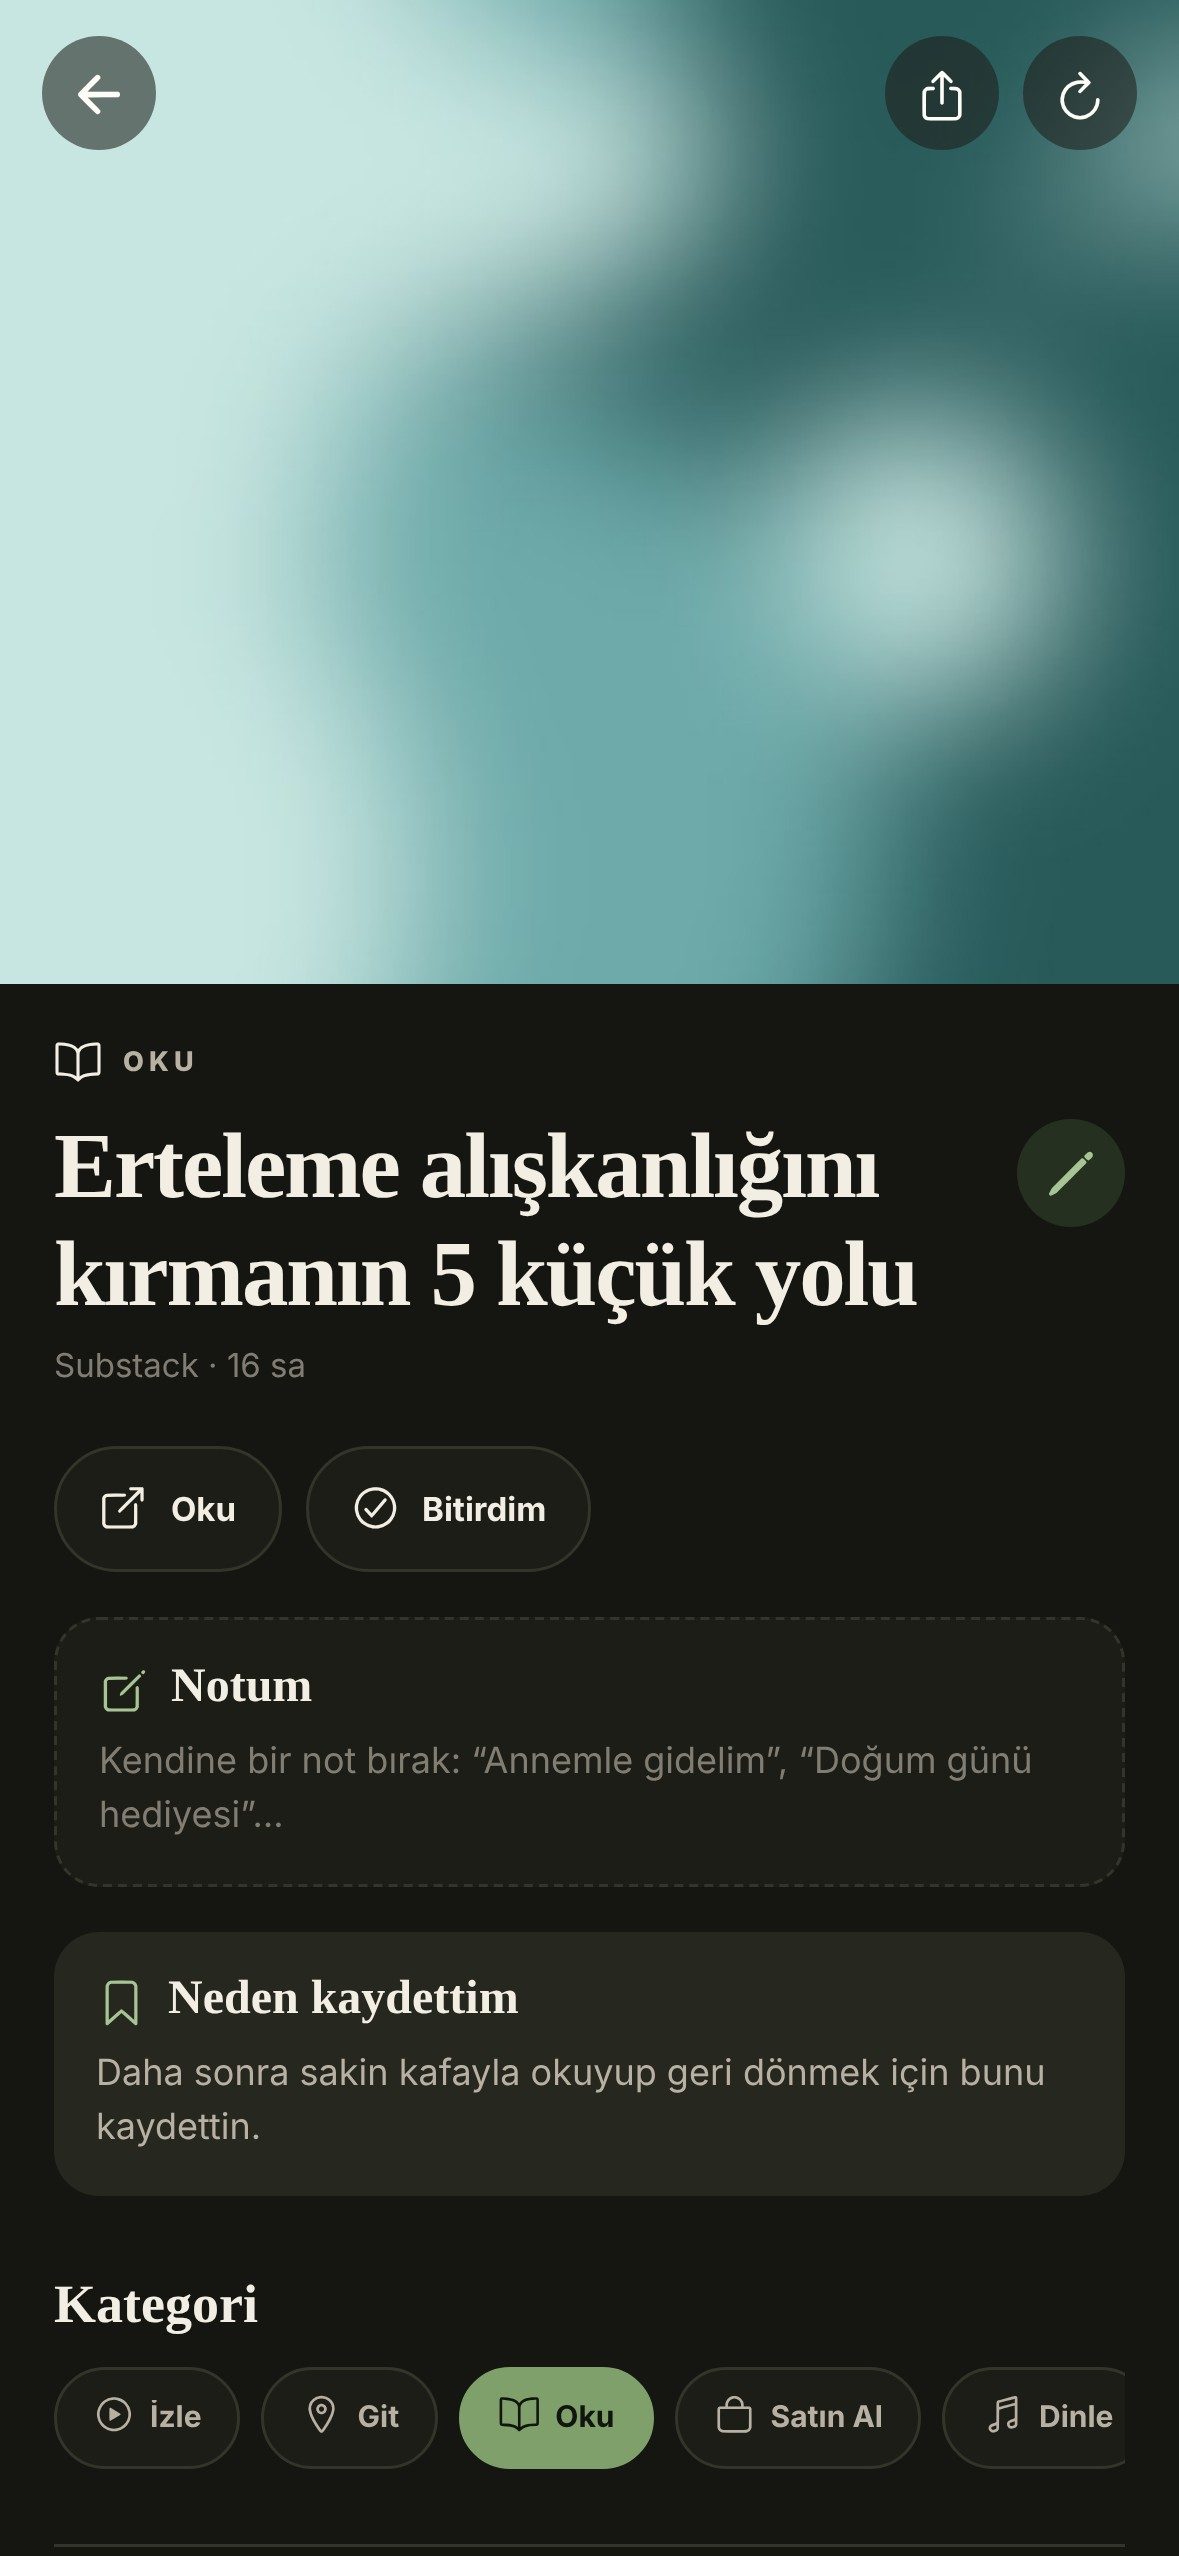 OKU
Erteleme alışkanlığını
kırmanın 5 küçük yolu
Substack · 16 sa
Oku
Bitirdim
Notum
Kendine bir not bırak: “Annemle gidelim”, “Doğum günü
hediyesi”...
Neden kaydettim
Daha sonra sakin kafayla okuyup geri dönmek için bunu
kaydettin.
Kategori
İzle
Git
Oku
Satın Al
Dinle